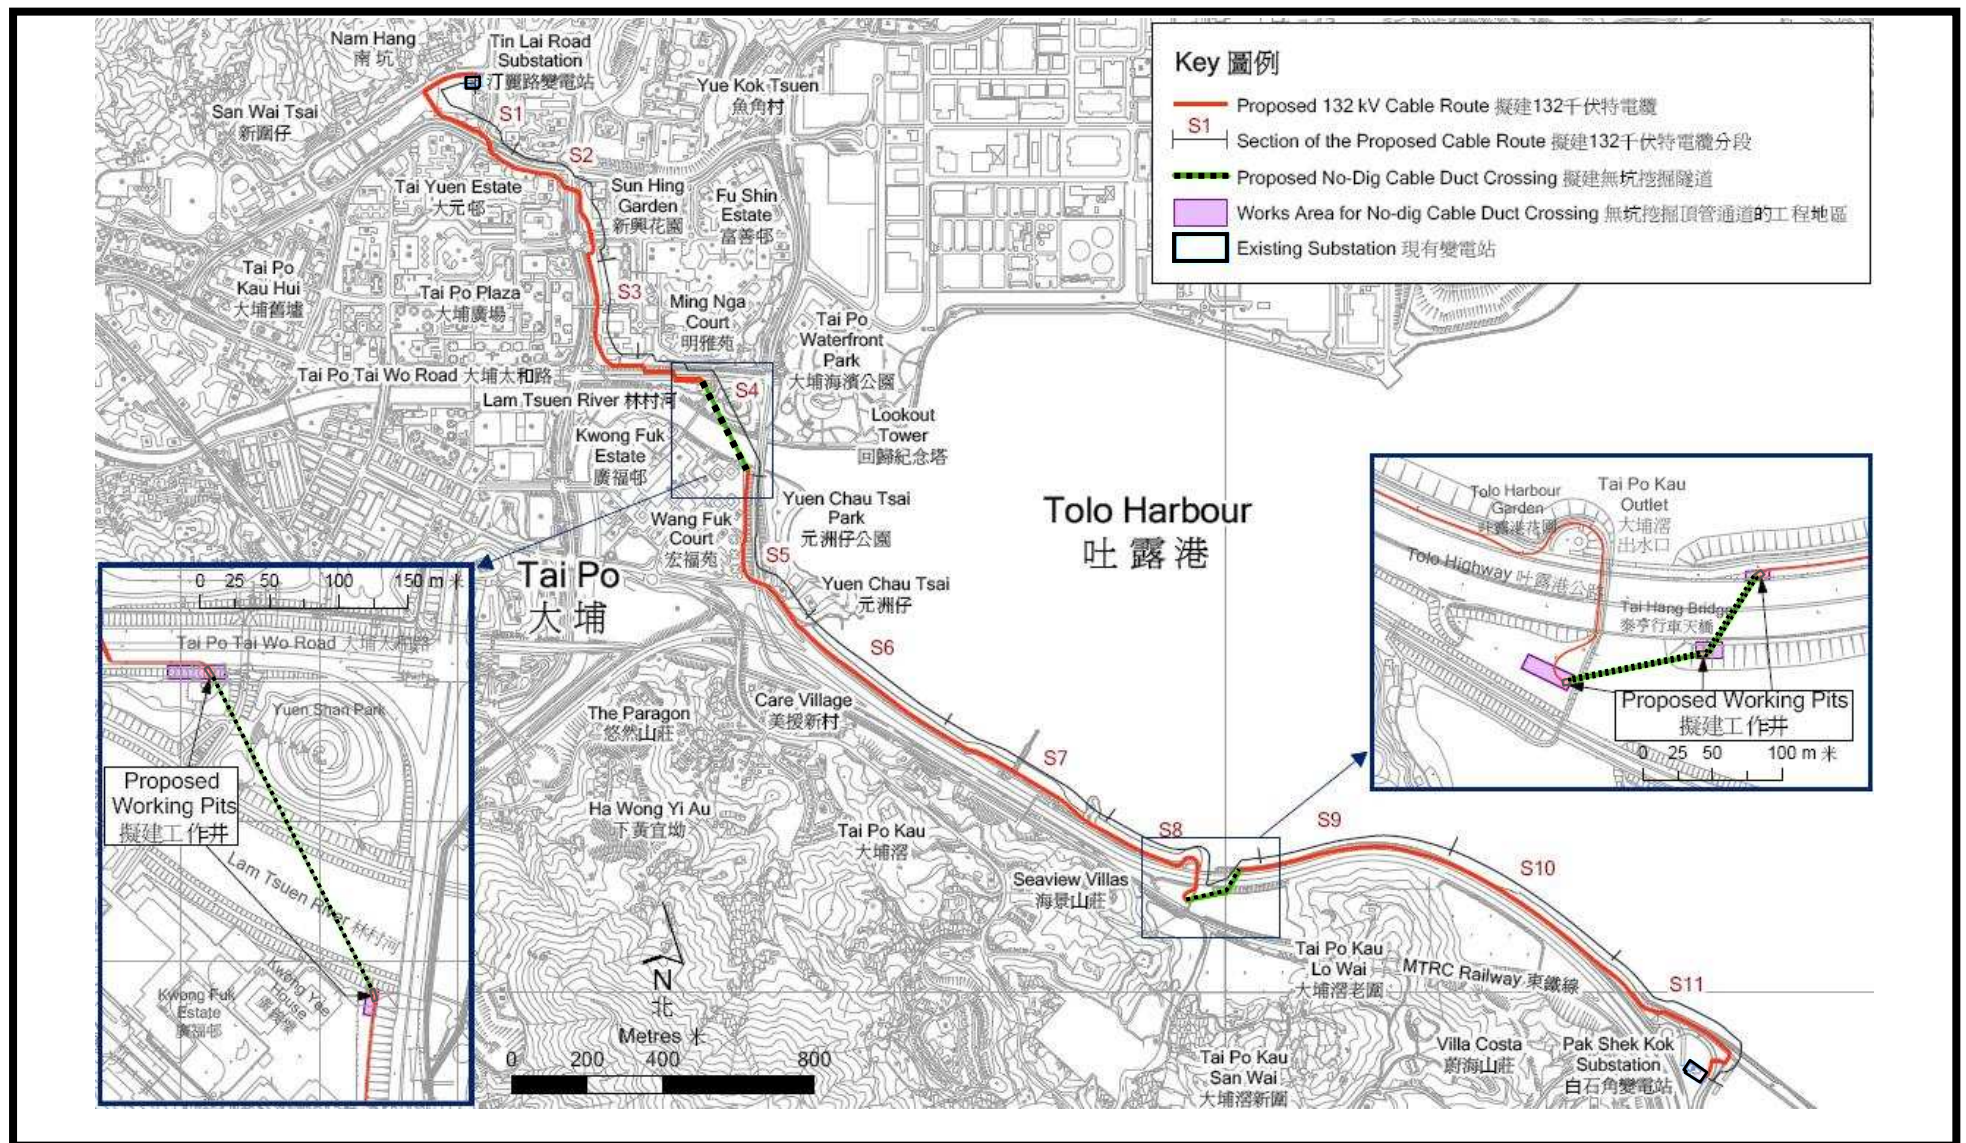 Nam Hang
南坑
Tin Lai Road
Substation
汀麗路變電站
San Wai Tsai
新圍仔
Yue Kok Tsuen
魚角村
S1
S2
Tai Yuen Estate
大元邨
Sun Hing
Garden
新興花園
Fu Shin
Estate
富善邨
Tai Po
Kau Hui
大埔舊墟
Tai Po Plaza
大埔廣場
S3
Ming Nga
Court
明雅苑
Tai Po
Waterfront
Park
大埔海濱公園
Tai Po Tai Wo Road 大埔太和路
S4
Lam Tsuen River 林村河
Lookout
Tower
回歸紀念塔
Kwong Fuk
Estate
廣福邨
Yuen Chau Tsai
Park
元洲仔公園
Wang Fuk
Court
宏福苑
S5
Tolo Harbour
吐露港
Tai Po
大埔
Yuen Chau Tsai
元洲仔
S6
Care Village
美援新村
The Paragon
悠然山莊
S7
Ha Wong Yi Au
下黃宜坳
Tai Po Kau
大埔滘
S8
S9
S10
Seaview Villas
海景山莊
Tai Po Kau
Lo Wai
大埔滘老圍
MTRC Railway 東鐵線
S11
Villa Costa
蔚海山莊
Pak Shek Kok
Substation
白石角變電站
Tai Po Kau
San Wai
大埔滘新圍
N
北
Metres 米
0 200 400 800
Key 圖例
Proposed 132 kV Cable Route 擬建132千伏特電纜
S1
Section of the Proposed Cable Route 擬建132千伏特電纜分段
Proposed No-Dig Cable Duct Crossing 擬建無坑挖掘隧道
Works Area for No-dig Cable Duct Crossing 無坑挖掘頂管通道的工程地區
Existing Substation 現有變電站
0 25 50 100 150 m 米
Tai Po Tai Wo Road 大埔太和路
Yuen Shan Park
Proposed
Working Pits
擬建工作井
Lam Tsuen River 林村河
Kwong Fuk
Estate
廣福邨
Kwong Yae
House
Tolo Harbour
Garden
吐露港花園
Tai Po Kau
Outlet
大埔滘
出水口
Tolo Highway 吐露港公路
Tai Hang Bridge
泰亨行車天橋
Proposed Working Pits
擬建工作井
0 25 50 100 m 米